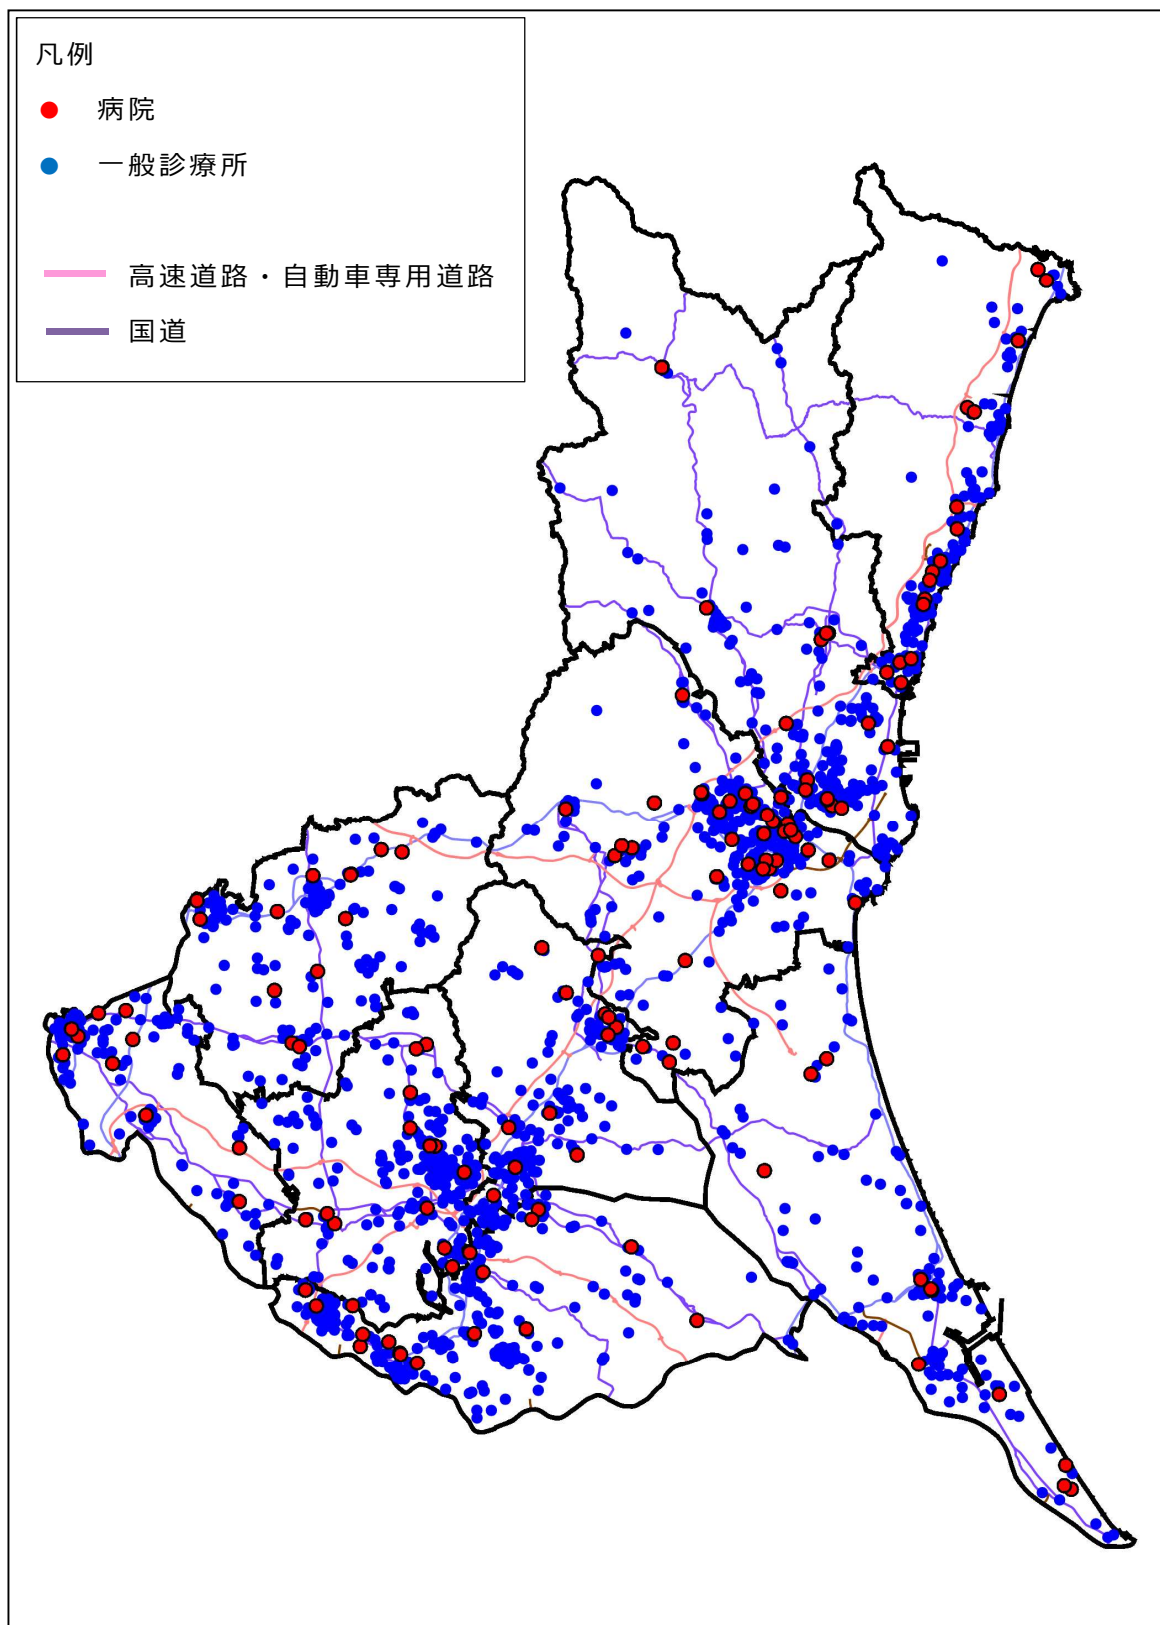 凡例
病院
一般診療所
高速道路・自動車専用道路
国道